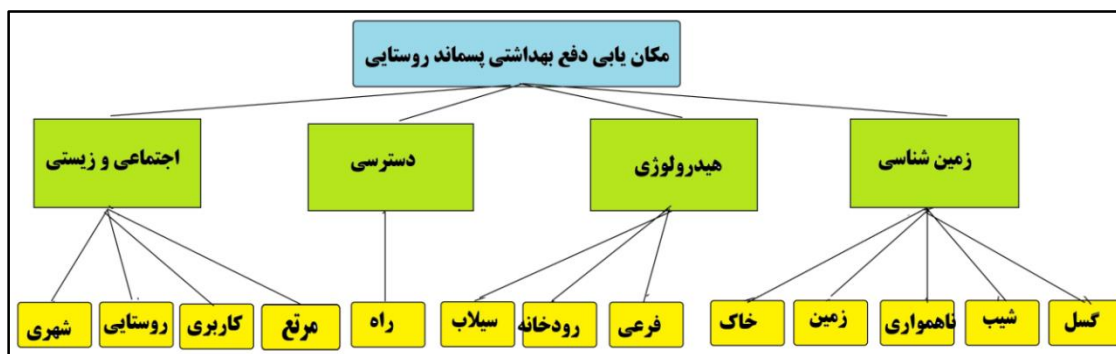 مکان یابی دفع بهداشتی پسماند روستایی
زمین شناسی
هیدرولوژی
دسترسی
اجتماعی و زیستی
گسل
شیب
ناهمواری
زمین
خاک
فرعی
رودخانه
سیلاب
راه
مرتع
کاربری
روستایی
شهری